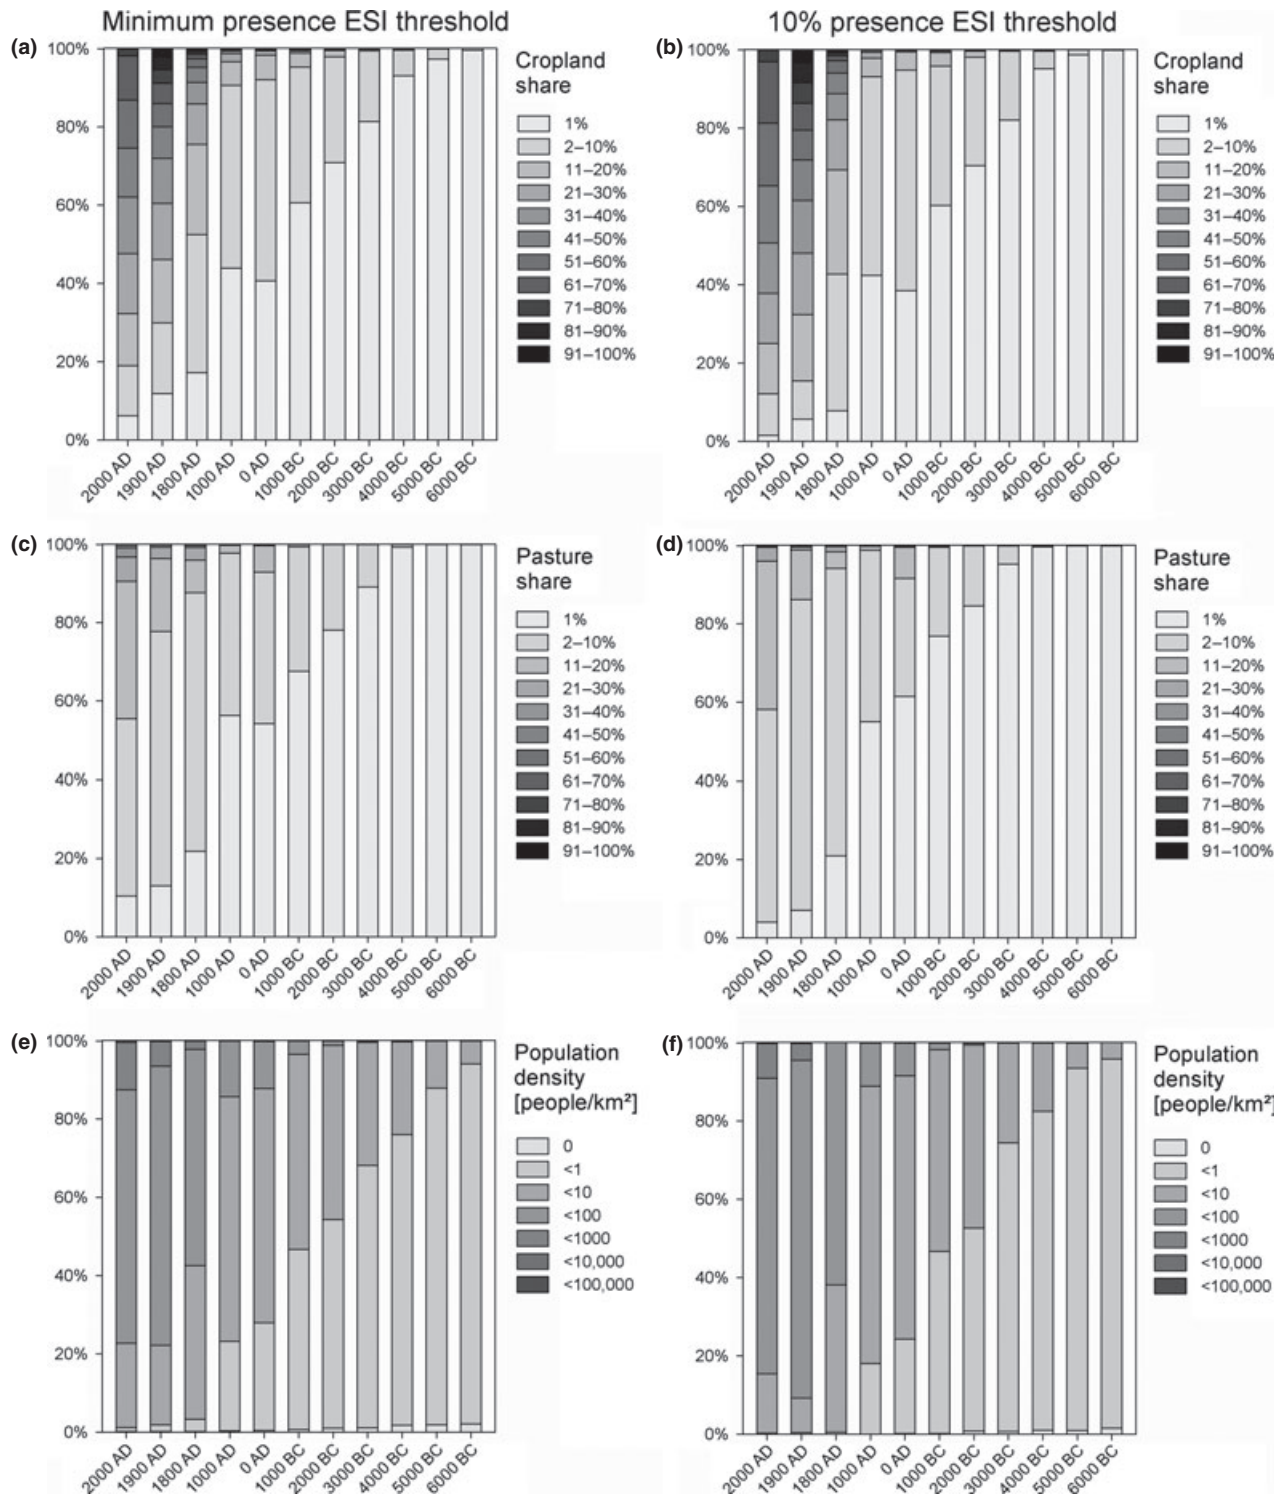 Minimum presence ESI threshold
10% presence ESI threshold
(a)
100%
80%
60%
40%
20%
0%
2000 AD
1900 AD
1800 AD
1000 AD
0 AD
1000 BC
2000 BC
3000 BC
4000 BC
5000 BC
6000 BC
Cropland
share
1%
2–10%
11–20%
21–30%
31–40%
41–50%
51–60%
61–70%
71–80%
81–90%
91–100%
(b)
100%
80%
60%
40%
20%
0%
2000 AD
1900 AD
1800 AD
1000 AD
0 AD
1000 BC
2000 BC
3000 BC
4000 BC
5000 BC
6000 BC
Cropland
share
1%
2–10%
11–20%
21–30%
31–40%
41–50%
51–60%
61–70%
71–80%
81–90%
91–100%
(c)
100%
80%
60%
40%
20%
0%
2000 AD
1900 AD
1800 AD
1000 AD
0 AD
1000 BC
2000 BC
3000 BC
4000 BC
5000 BC
6000 BC
Pasture
share
1%
2–10%
11–20%
21–30%
31–40%
41–50%
51–60%
61–70%
71–80%
81–90%
91–100%
(d)
100%
80%
60%
40%
20%
0%
2000 AD
1900 AD
1800 AD
1000 AD
0 AD
1000 BC
2000 BC
3000 BC
4000 BC
5000 BC
6000 BC
Pasture
share
1%
2–10%
11–20%
21–30%
31–40%
41–50%
51–60%
61–70%
71–80%
81–90%
91–100%
(e)
100%
80%
60%
40%
20%
0%
2000 AD
1900 AD
1800 AD
1000 AD
0 AD
1000 BC
2000 BC
3000 BC
4000 BC
5000 BC
6000 BC
Population
density
[people/km²]
0
<1
<10
<100
<1000
<10,000
<100,000
(f)
100%
80%
60%
40%
20%
0%
2000 AD
1900 AD
1800 AD
1000 AD
0 AD
1000 BC
2000 BC
3000 BC
4000 BC
5000 BC
6000 BC
Population
density
[people/km²]
0
<1
<10
<100
<1000
<10,000
<100,000